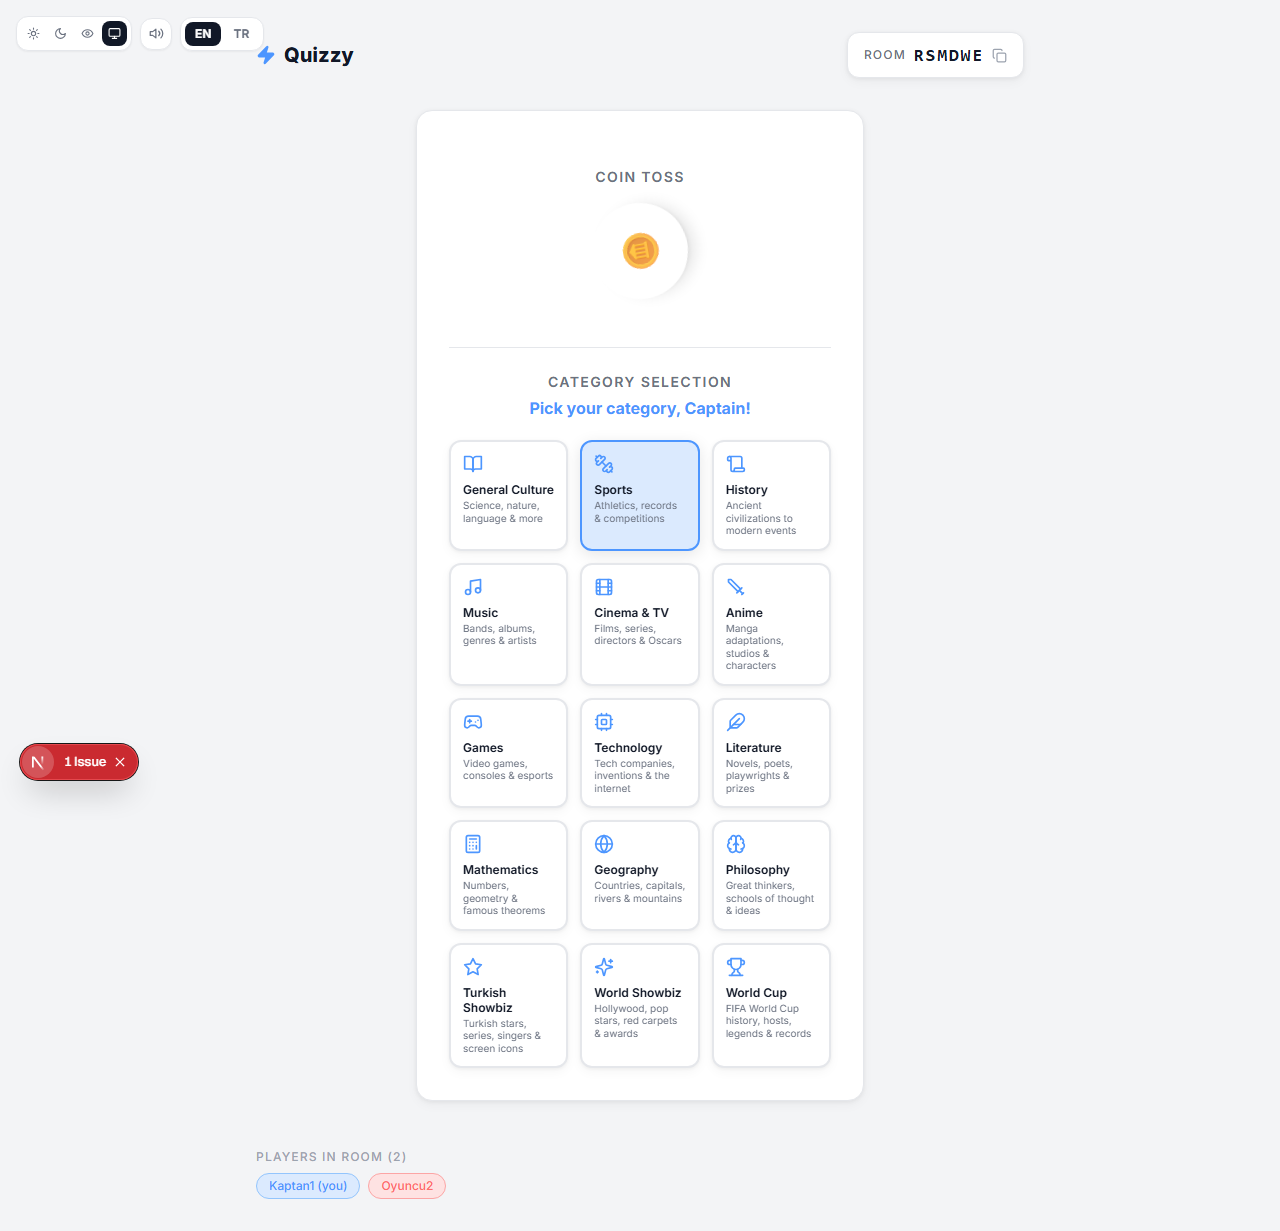 EN TR
Quizzy
ROOM RSMDWE
COIN TOSS
CATEGORY SELECTION
Pick your category, Captain!
General Culture
Science, nature,
language & more
Sports
Athletics, records
& competitions
History
Ancient
civilizations to
modern events
Music
Bands, albums,
genres & artists
Cinema & TV
Films, series,
directors & Oscars
Anime
Manga
adaptations,
studios &
characters
Games
Video games,
consoles & esports
Technology
Tech companies,
inventions & the
internet
Literature
Novels, poets,
playwrights &
prizes
N 1 Issue
Mathematics
Numbers,
geometry &
famous theorems
Geography
Countries, capitals,
rivers & mountains
Philosophy
Great thinkers,
schools of thought
& ideas
Turkish
Showbiz
Turkish stars,
series, singers &
screen icons
World Showbiz
Hollywood, pop
stars, red carpets
& awards
World Cup
FIFA World Cup
history, hosts,
legends & records
PLAYERS IN ROOM (2)
Kaptan1 (you) Oyuncu2